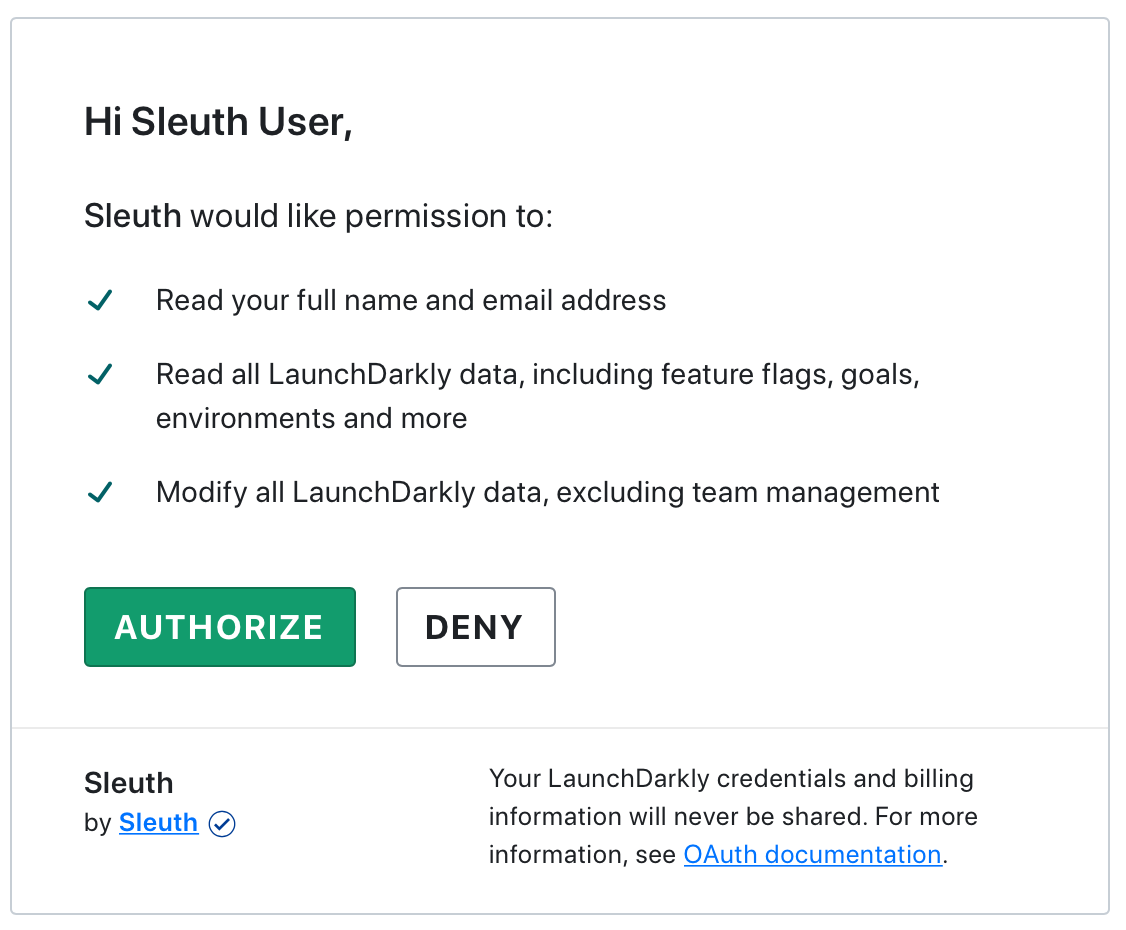 Hi Sleuth User,
Sleuth would like permission to:
Read your full name and email address
Read all LaunchDarkly data, including feature flags, goals,
environments and more
Modify all LaunchDarkly data, excluding team management
AUTHORIZE
DENY
Sleuth
by Sleuth
Your LaunchDarkly credentials and billing
information will never be shared. For more
information, see OAuth documentation.